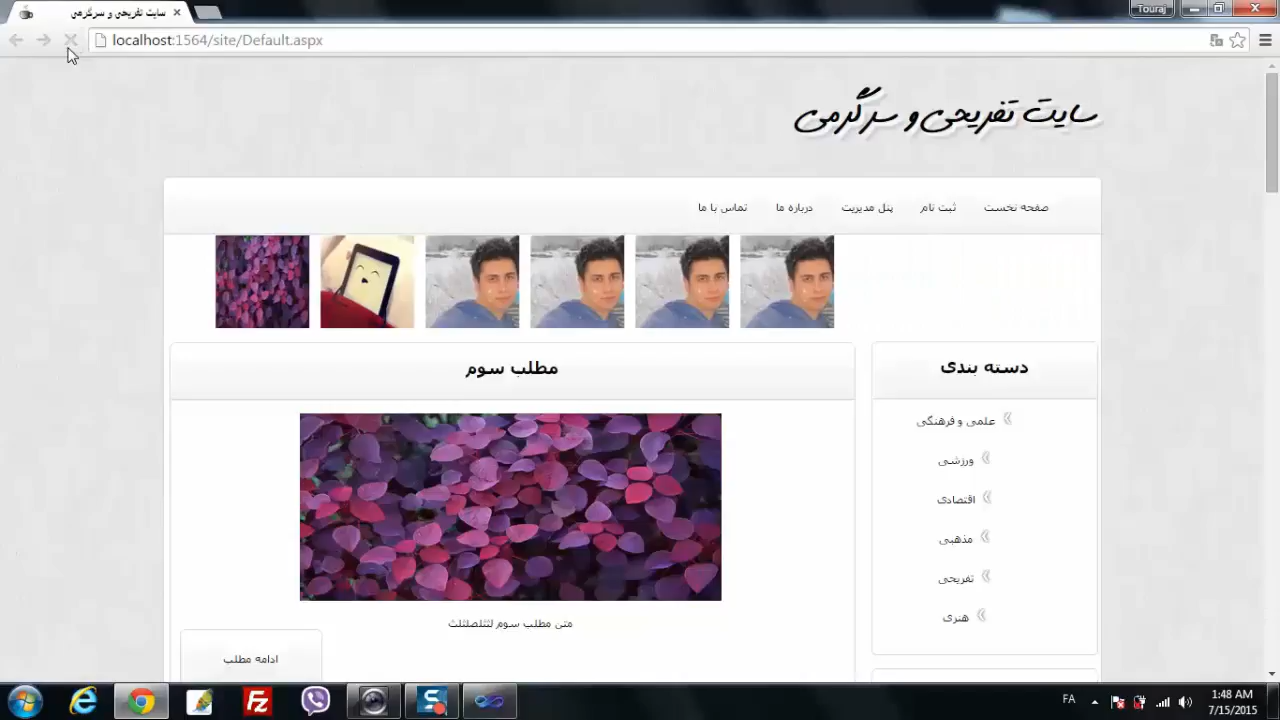 سایت تفریحی و سرگرمی
Touraj
localhost:1564/site/Default.aspx
سایت تفریحی و سرگرمی
صفحه نخست
ثبت نام
پنل مدیریت
درباره ما
تماس با ما
دسته بندی
علمی و فرهنگی
ورزشی
اقتصادی
مذهبی
تفریحی
هنری
مطلب سوم
متن مطلب سوم لثثلصلثلث
ادامه مطلب
FA
1:48 AM
7/15/2015